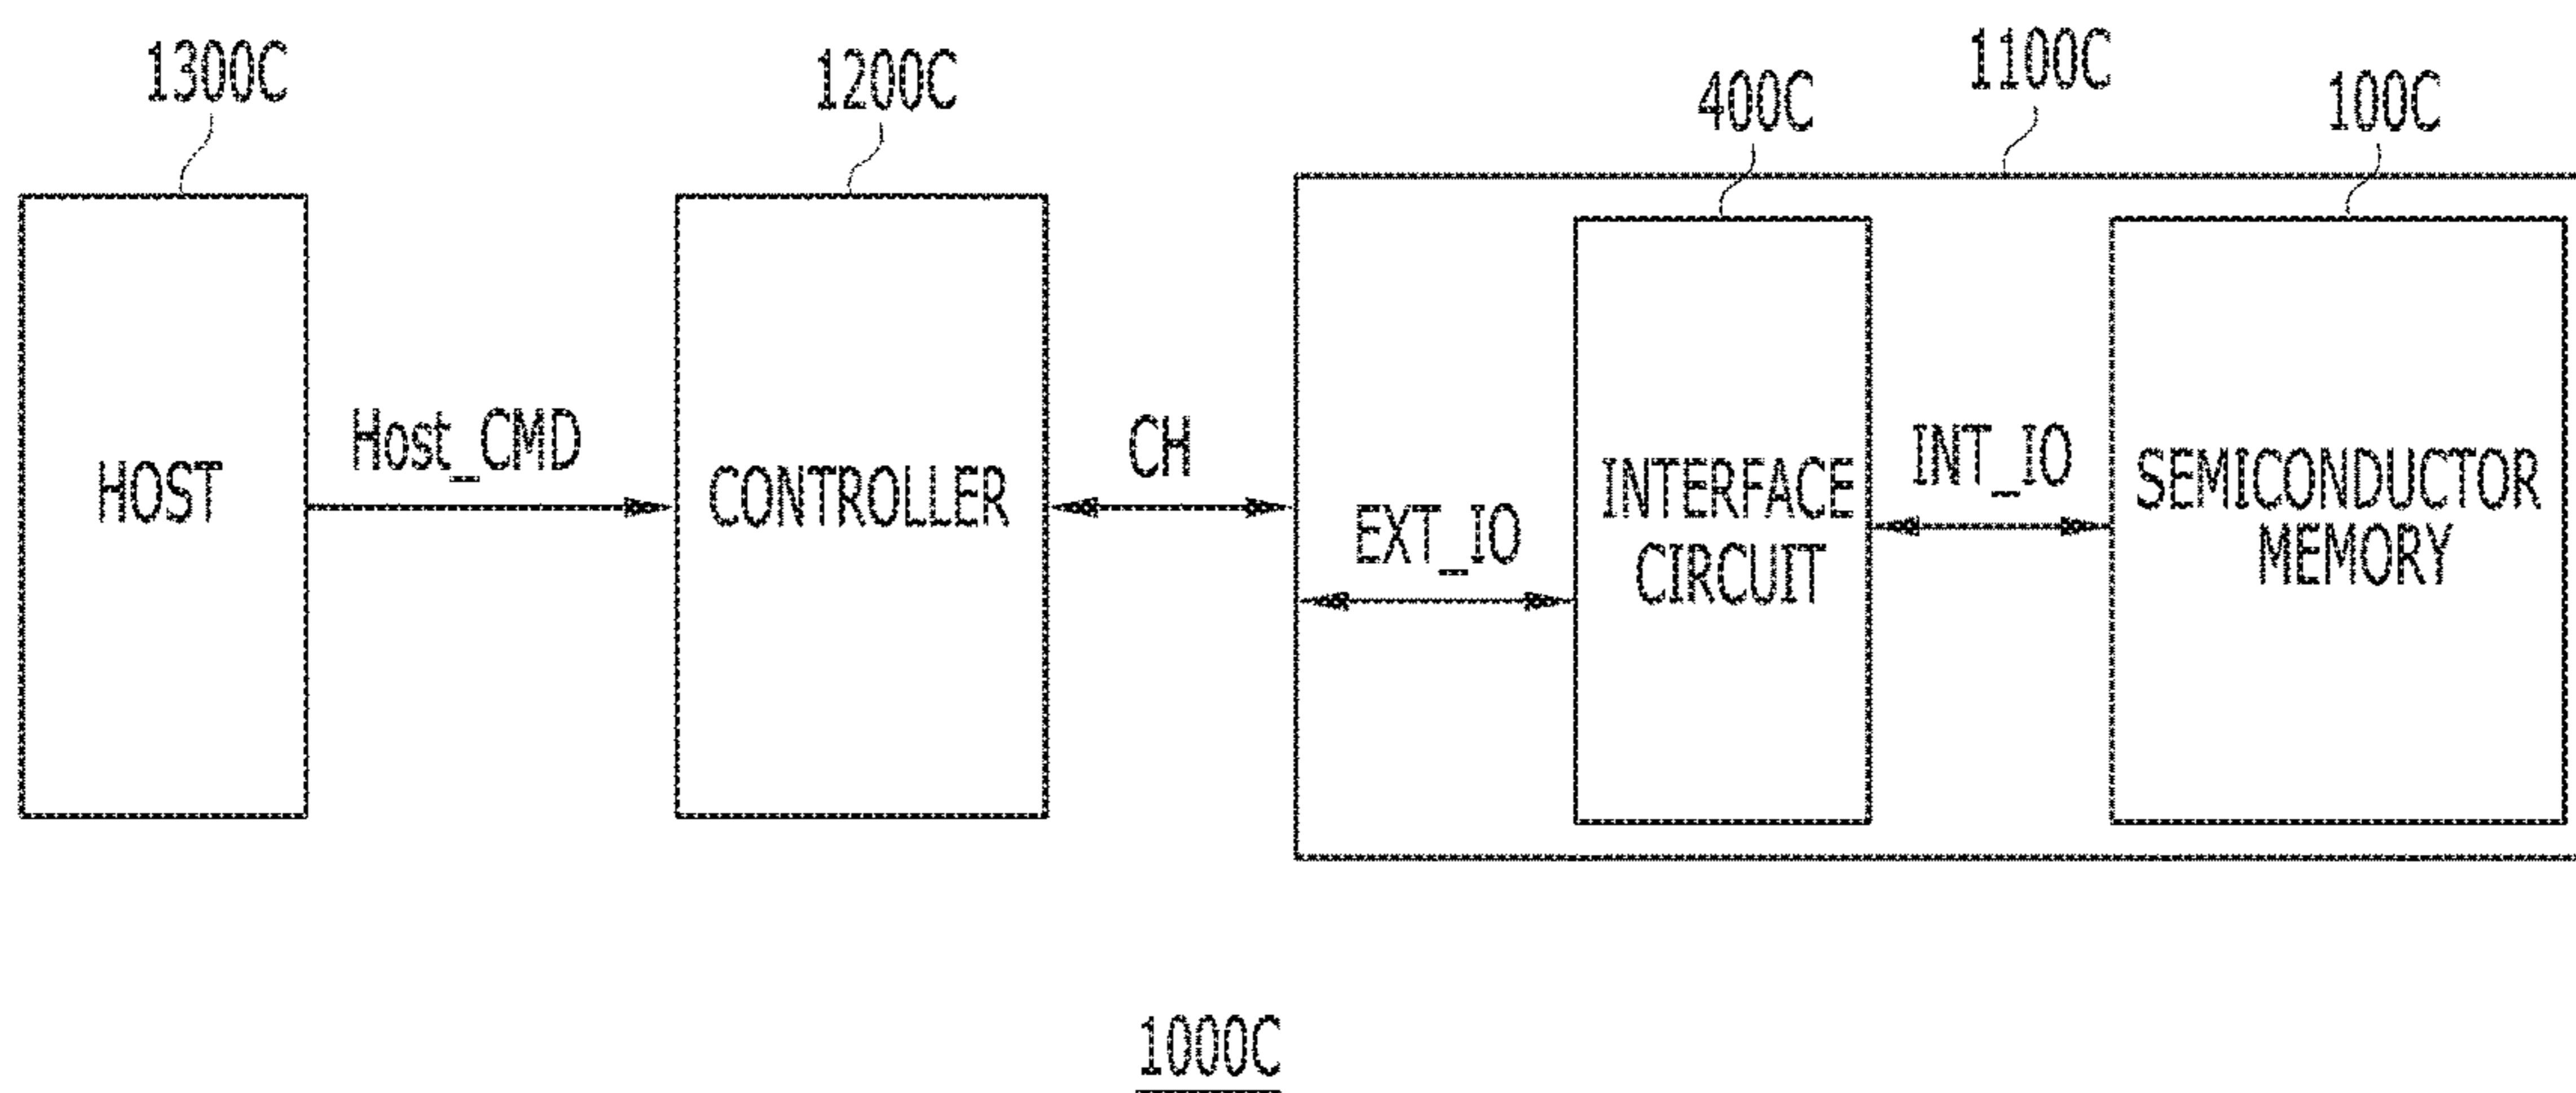 1300C
1200C
400C
1100C
100C
HOST
Host_CMD
CONTROLLER
CH
EXT_IO
INTERFACE
CIRCUIT
INT_IO
SEMICONDUCTOR
MEMORY
1000C